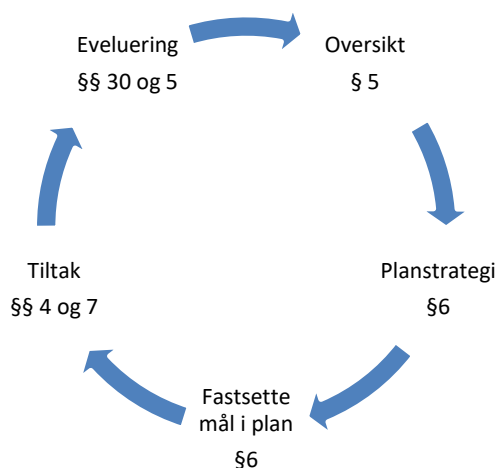 Eveluering
§§ 30 og 5
Oversikt
§ 5
Planstrategi
§6
Fastsette
mål i plan
§6
Tiltak
§§ 4 og 7